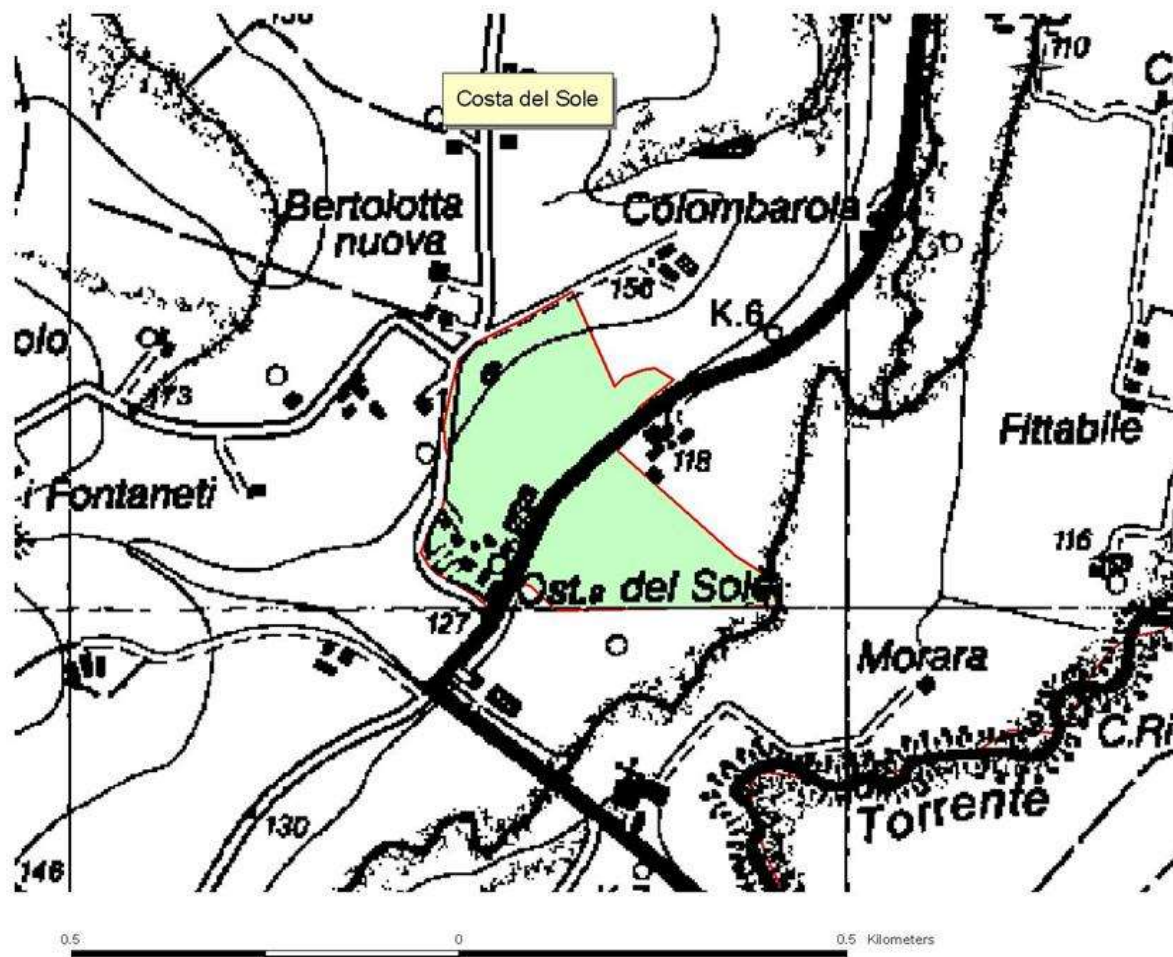 110
C
Costa del Sole
Bertolotta
nuova
Colombarola
156
K.6
olo
173
Fittabile
118
i Fontaneti
116
Ost.a del Sole
127
Morara
C.Ri
130
Torrente
146
0.5 0 0.5 Kilometers